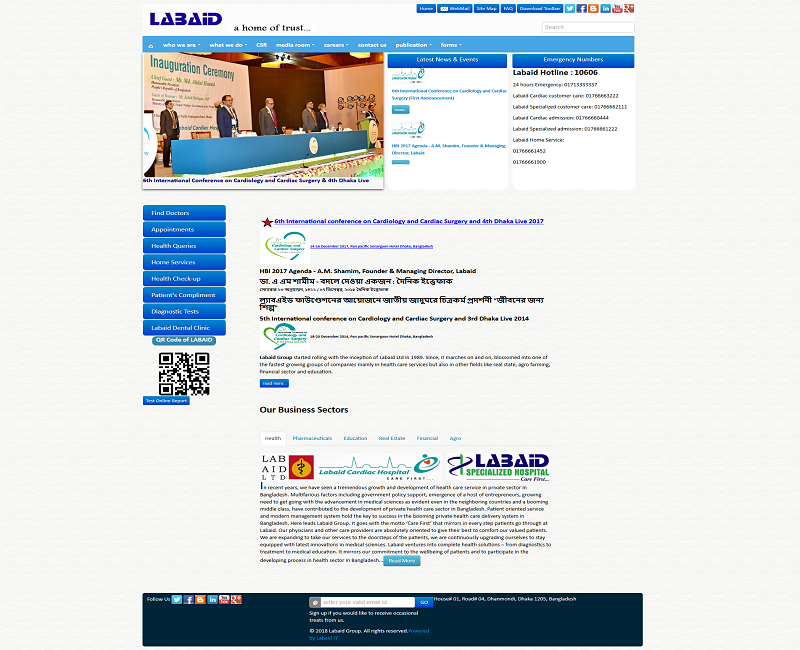 LABAID
a home of trust...
Home
WebMail
Site Map
FAQ
Download Toolbar
Search
who we are
what we do
CSR
media room
careers
contact us
publication
forms
Inauguration Ceremony
6th International Conference on Cardiology and Cardiac Surgery & 4th Dhaka Live
Latest News & Events
6th International Conference on Cardiology and Cardiac
Surgery (First Announcement)
HBI 2017 Agenda - A.M. Shamim, Founder & Managing
Director, Labaid
Emergency Numbers
Labaid Hotline : 10606
24 hours Emergency: 01713333337
Labaid Cardiac customer care: 01766663222
Labaid Specialized customer care: 01766662111
Labaid Cardiac admission: 01766660444
Labaid Specialized admission: 01766661222
Labaid Home Service:
01766661452
01766661900
Find Doctors
Appointments
Health Queries
Home Services
Health Check-up
Patient's Compliment
Diagnostic Tests
Labaid Dental Clinic
QR Code of LABAID
Test Online Report
6th International conference on Cardiology and Cardiac Surgery and 4th Dhaka Live 2017
14-16 December 2017, Pan pacific Sonargaon Hotel Dhaka, Bangladesh
HBI 2017 Agenda - A.M. Shamim, Founder & Managing Director, Labaid
ডা. এ এম শামীম - বদলে দেওয়া একজন : দৈনিক ইত্তেফাক
ল্যাবএইড ফাউন্ডেশনের আয়োজনে জাতীয় জাদুঘরে চিত্রকর্ম প্রদর্শনী "জীবনের জন্য
শিল্প"
5th International conference on Cardiology and Cardiac Surgery and 3rd Dhaka Live 2014
18-20 December 2014, Pan pacific Sonargaon Hotel Dhaka, Bangladesh
Labaid Group started rolling with the inception of Labaid Ltd in 1989. Since, it marches on and on, blossomed into one of
the fastest growing groups of companies mainly in health care services but also in other fields like real state, agro farming,
financial sector and education.
read more
Our Business Sectors
Health
Pharmaceuticals
Education
Real Estate
Financial
Agro
LAB
AID
LTD
Labaid Cardiac Hospital
CARE FIRST...
LABAID
SPECIALIZED HOSPITAL
Care First...
In recent years, we have seen a tremendous growth and development of health care service in private sector in
Bangladesh. Multifarious factors including government policy support, emergence of a host of entrepreneurs, growing
need to get going with the advancement in medical sciences as evident even in the neighboring countries and a booming
middle class, have contributed to the development of private health care sector in Bangladesh. Patient oriented service
and modern management system hold the key to success in the booming private health care delivery system in
Bangladesh. Here leads Labaid Group. It goes with the motto 'Care First' that mirrors in every step patients go through at
Labaid. Our physicians and other care providers are absolutely oriented to give their best to comfort our valued patients.
We are expanding to take our services to the doorsteps of the patients, we are continuously upgrading ourselves to stay
equipped with latest innovations in medical sciences. Labaid ventures into complete health solutions – from diagnostics to
treatment to medical education. It mirrors our commitment to the wellbeing of patients and to participate in the
developing process in health sector in Bangladesh...
Read More
Follow Us
@ enter your valid email id
GO
House# 01, Road# 04, Dhanmondi, Dhaka 1205, Bangladesh
Sign up if you would like to receive occasional
treats from us.
© 2018 Labaid Group. All rights reserved.Powered
by Labaid IT